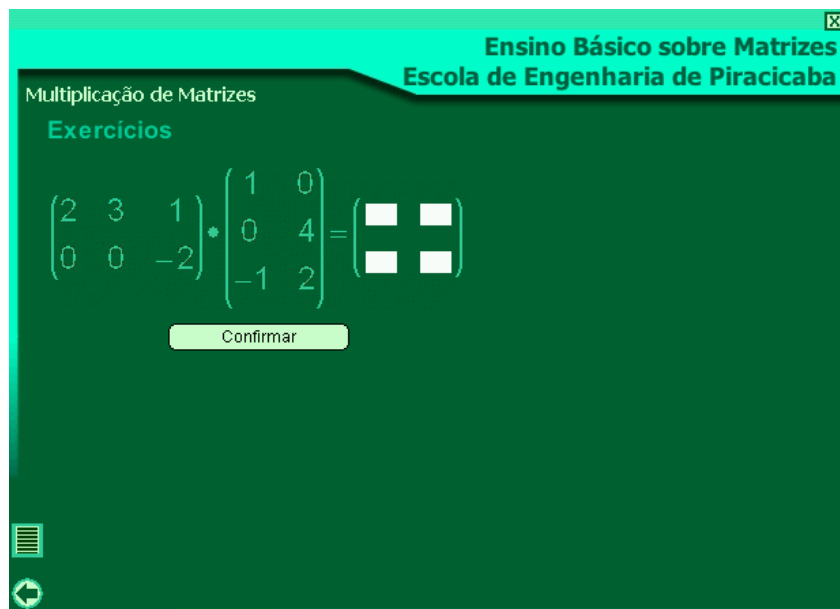 X
Ensino Básico sobre Matrizes
Escola de Engenharia de Piracicaba
Multiplicação de Matrizes
Exercícios
(2 3 1
0 0 −2) • (1 0
0 4
−1 2) = ( )
Confirmar